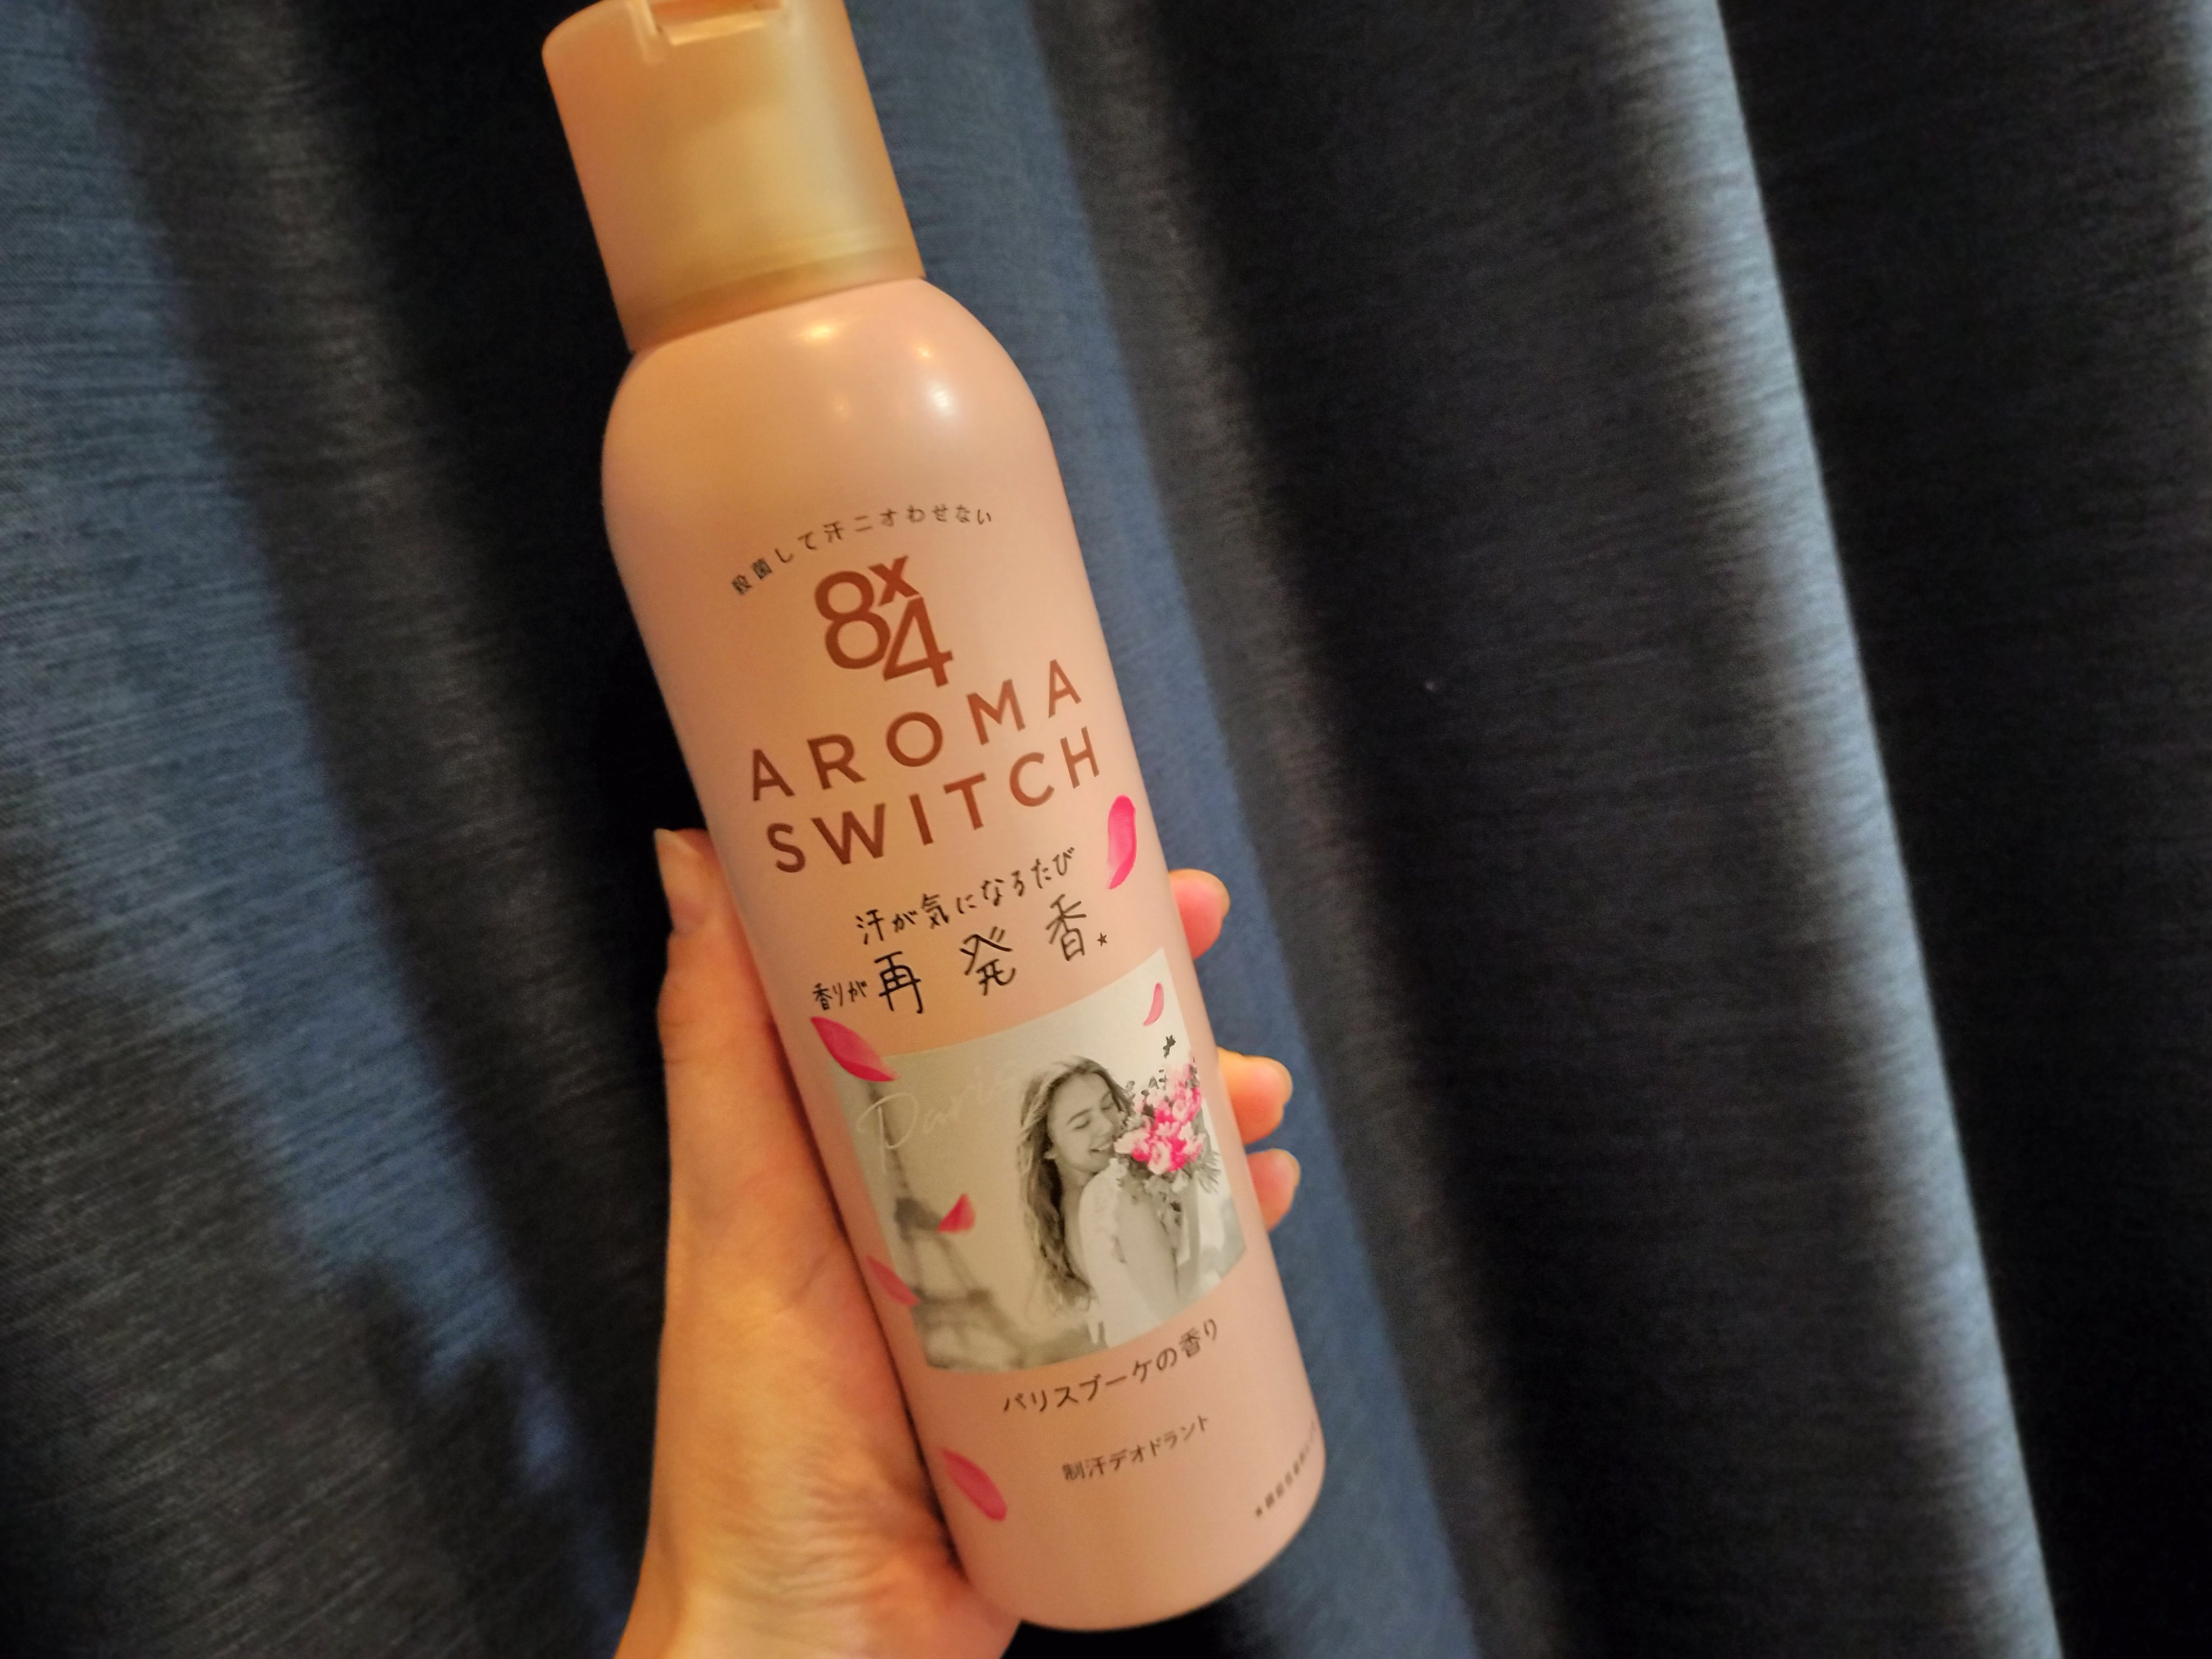 殺菌して汗ニオわせない
8x4
AROMA
SWITCH
汗が気になるたび
香りが再発香★
Paris
パリスブーケの香り
制汗デオドラント